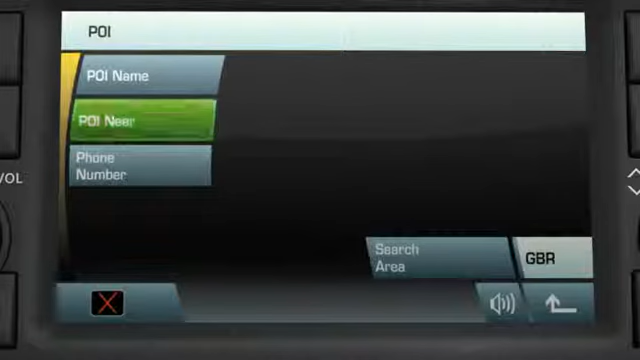 POI
POI Name
POI Near
Phone
Number
VOL
Search
Area
GBR